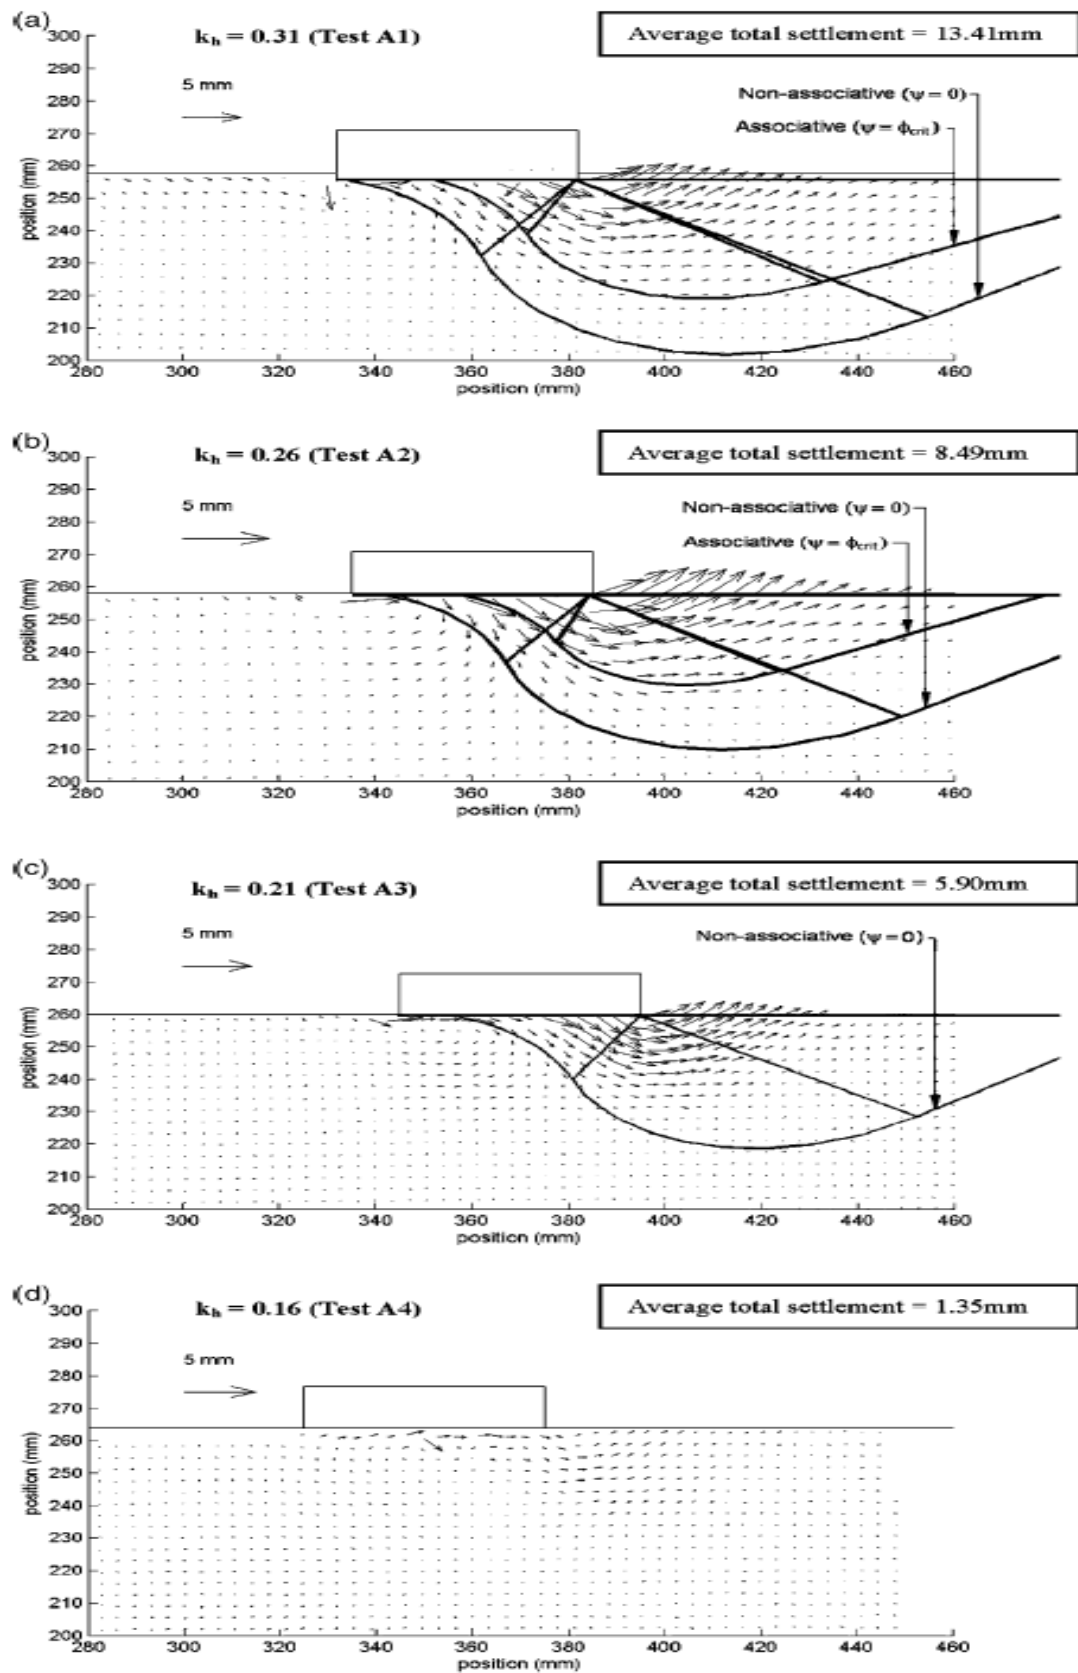 (a)
k_h = 0.31 (Test A1)
Average total settlement = 13.41mm
5 mm
Non-associative (ψ = 0)
Associative (ψ = ϕ_crit)
position (mm)
300
290
280
270
260
250
240
230
220
210
200
280 300 320 340 360 380 400 420 440 460
position (mm)
(b)
k_h = 0.26 (Test A2)
Average total settlement = 8.49mm
5 mm
Non-associative (ψ = 0)
Associative (ψ = ϕ_crit)
position (mm)
300
290
280
270
260
250
240
230
220
210
200
280 300 320 340 360 380 400 420 440 460
position (mm)
(c)
k_h = 0.21 (Test A3)
Average total settlement = 5.90mm
5 mm
Non-associative (ψ = 0)
position (mm)
300
290
280
270
260
250
240
230
220
210
200
280 300 320 340 360 380 400 420 440 460
position (mm)
(d)
k_h = 0.16 (Test A4)
Average total settlement = 1.35mm
5 mm
position (mm)
300
290
280
270
260
250
240
230
220
210
200
280 300 320 340 360 380 400 420 440 460
position (mm)